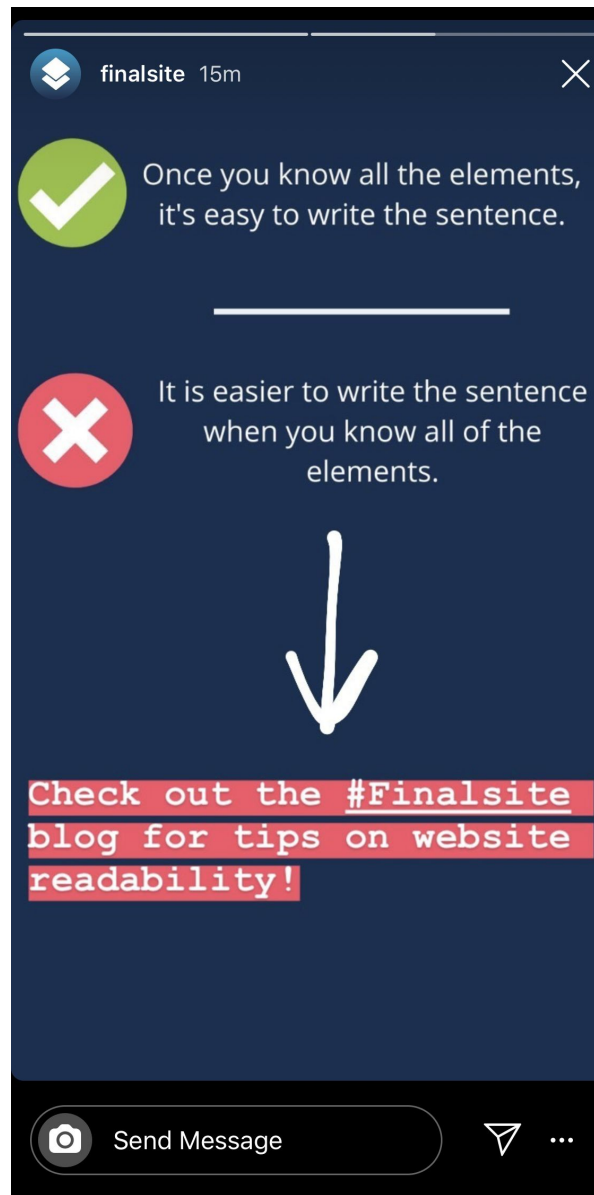 finalsite 15m
Once you know all the elements,
it's easy to write the sentence.
It is easier to write the sentence
when you know all of the
elements.
Check out the #Finalsite
blog for tips on website
readability!
Send Message